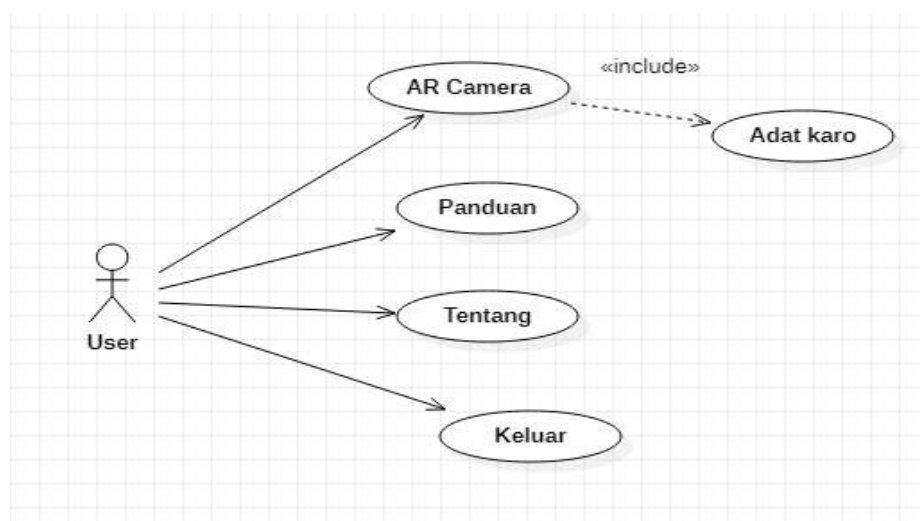 «include»
AR Camera
Adat karo
Panduan
Tentang
User
Keluar